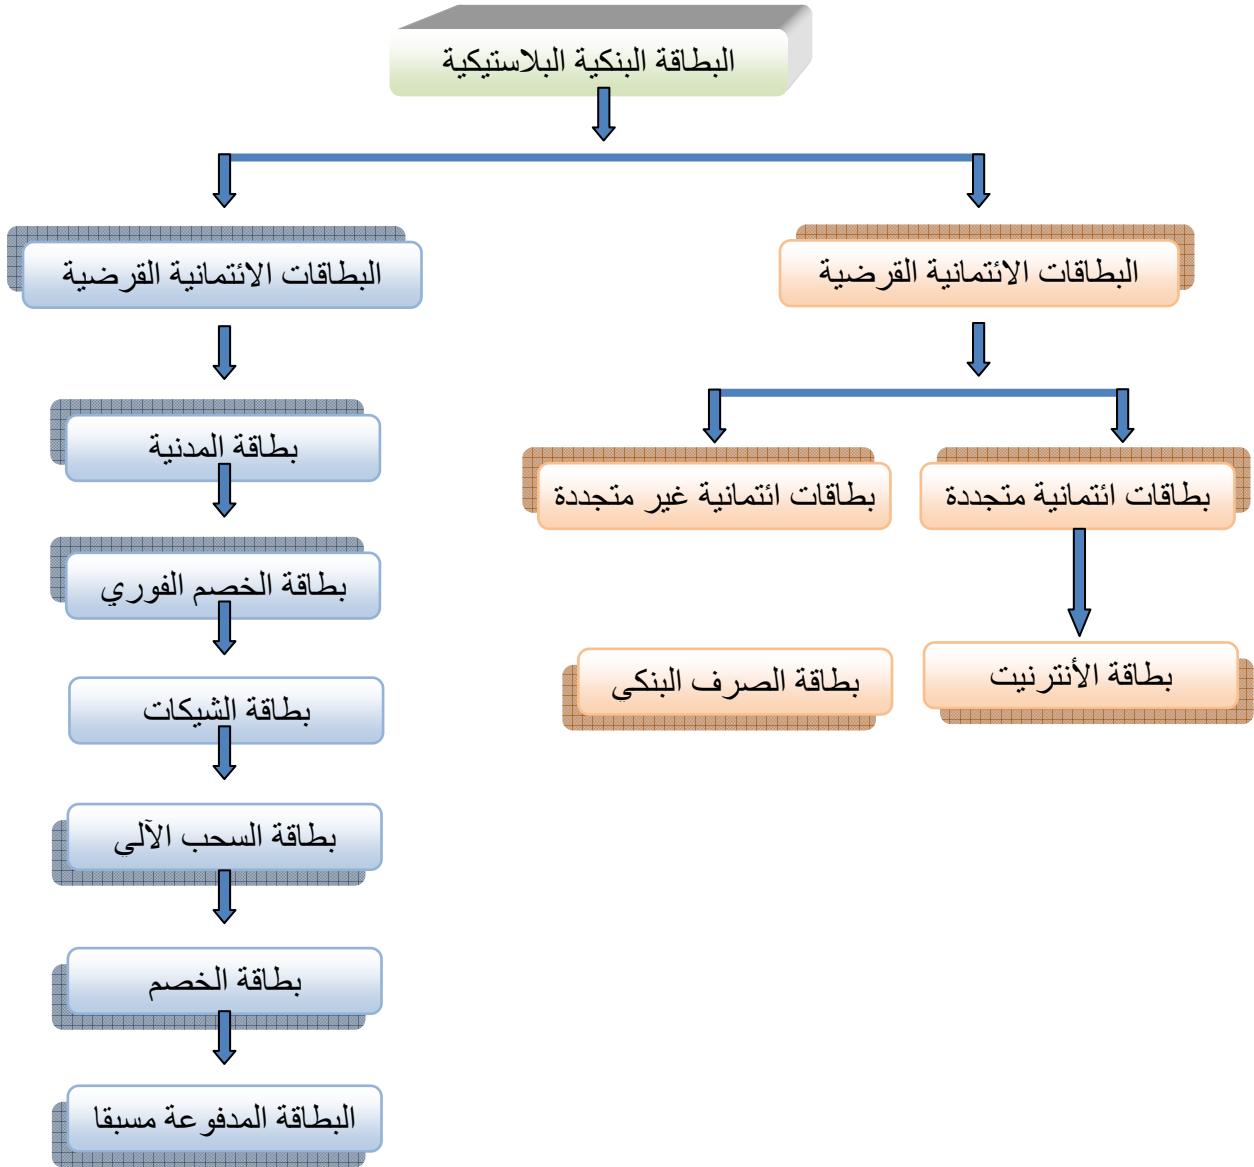 البطاقة البنكية البلاستيكية
البطاقات الائتمانية القرضية
البطاقات الائتمانية القرضية
بطاقات ائتمانية متجددة
بطاقات ائتمانية غير متجددة
بطاقة الأنترنيت
بطاقة الصرف البنكي
بطاقة المدنية
بطاقة الخصم الفوري
بطاقة الشيكات
بطاقة السحب الآلي
بطاقة الخصم
البطاقة المدفوعة مسبقا